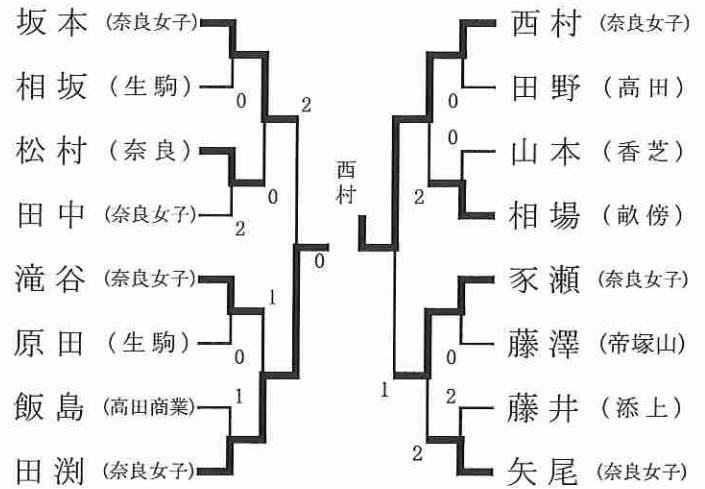 坂本 (奈良女子)
相坂 (生駒)
0
2
松村 (奈良)
0
田中 (奈良女子)
2
滝谷 (奈良女子)
1
原田 (生駒)
0
飯島 (高田商業)
1
田渕 (奈良女子)
0
西村
西村 (奈良女子)
田野 (高田)
0
山本 (香芝)
0
相場 (畝傍)
2
豕瀬 (奈良女子)
藤澤 (帝塚山)
0
1
藤井 (添上)
2
矢尾 (奈良女子)
2